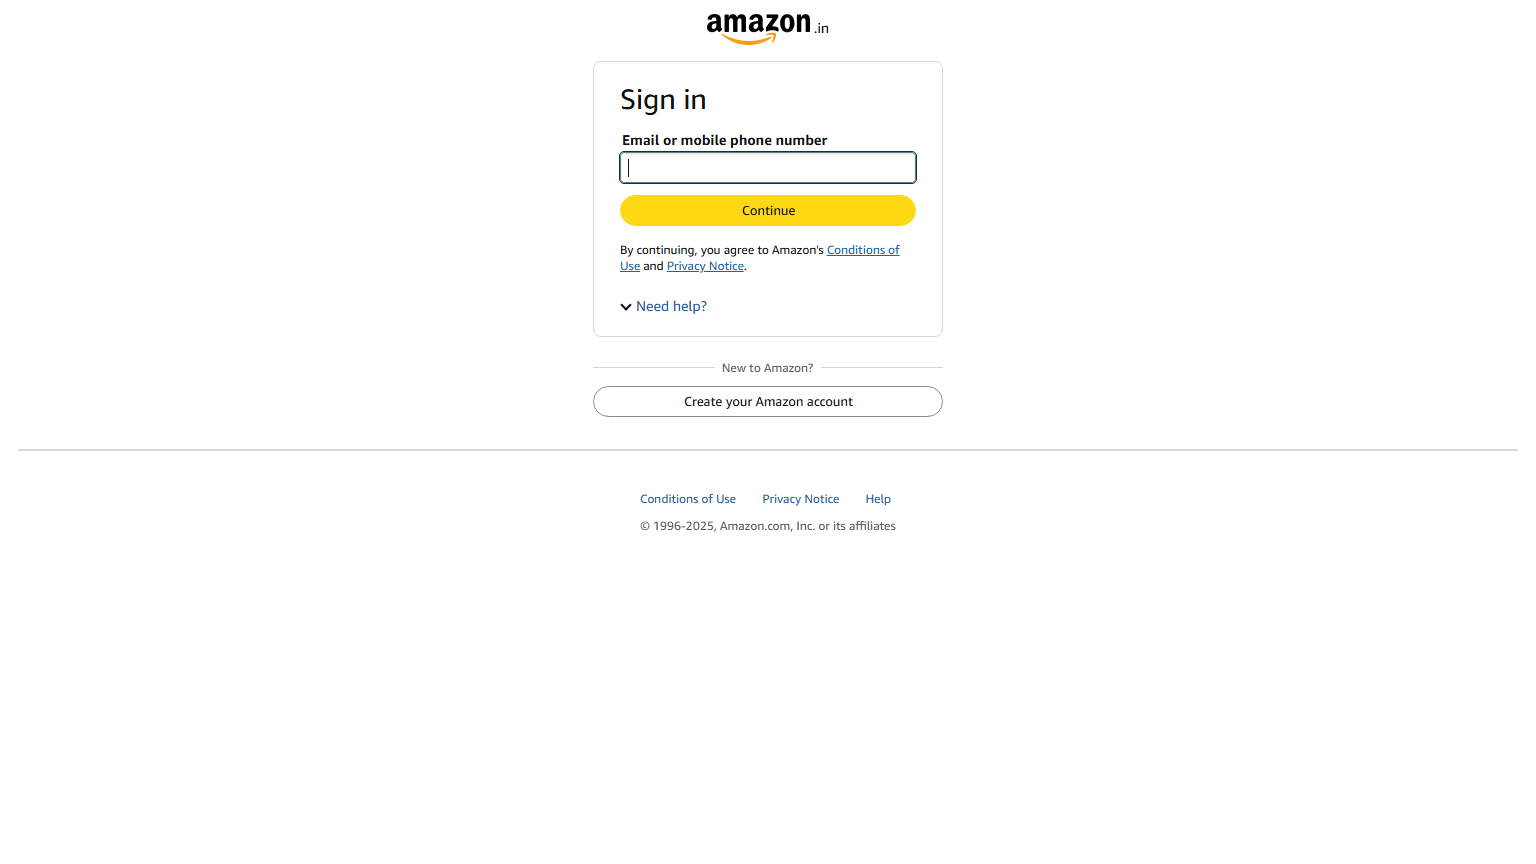 amazon.in
Sign in
Email or mobile phone number
Continue
By continuing, you agree to Amazon's Conditions of
Use and Privacy Notice.
Need help?
New to Amazon?
Create your Amazon account
Conditions of Use Privacy Notice Help
© 1996-2025, Amazon.com, Inc. or its affiliates